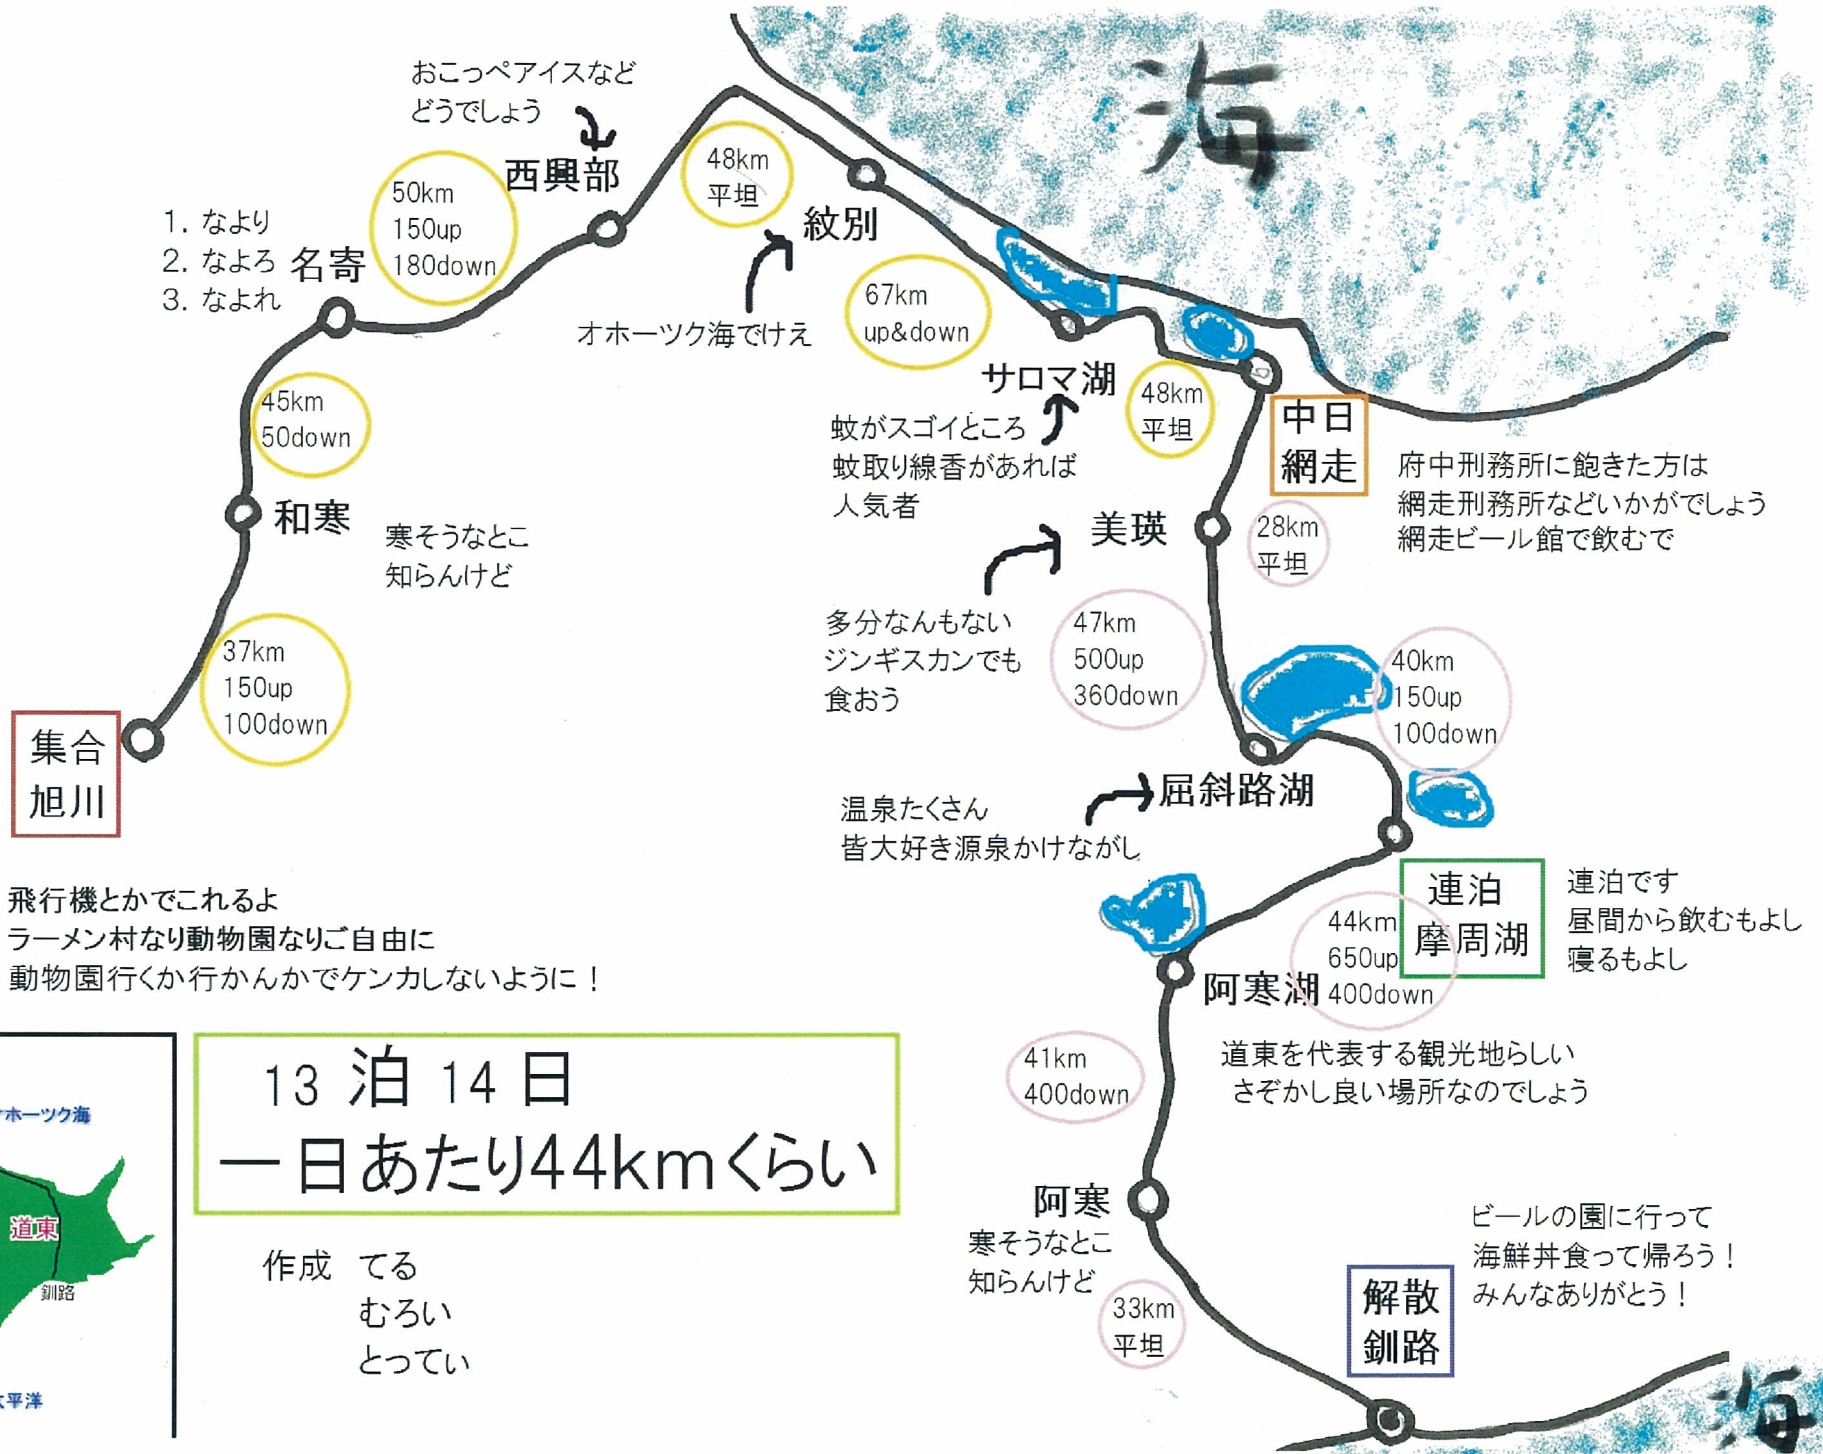 海
おこっぺアイスなど
どうでしょう
西興部
50km
150up
180down
48km
平坦
紋別
オホーツク海でけえ
1. なより
2. なよろ
3. なよれ
名寄
67km
up&down
サロマ湖
蚊がスゴイところ
蚊取り線香があれば
人気者
48km
平坦
中日
網走
府中刑務所に飽きた方は
網走刑務所などいかがでしょう
網走ビール館で飲むで
45km
50down
和寒
寒そうなとこ
知らんけど
美瑛
28km
平坦
多分なんもない
ジンギスカンでも
食おう
47km
500up
360down
37km
150up
100down
集合
旭川
40km
150up
100down
屈斜路湖
温泉たくさん
皆大好き源泉かけながし
飛行機とかでこれるよ
ラーメン村なり動物園なりご自由に
動物園行くか行かんかでケンカしないように！
連泊
摩周湖
連泊です
昼間から飲むもよし
寝るもよし
44km
650up
400down
阿寒湖
道東を代表する観光地らしい
さぞかし良い場所なのでしょう
41km
400down
13 泊 14 日
一日あたり44kmくらい
ホーツク海
道東
釧路
平洋
作成 てる
むろい
とってい
阿寒
寒そうなとこ
知らんけど
33km
平坦
解散
釧路
ビールの園に行って
海鮮丼食って帰ろう！
みんなありがとう！
海